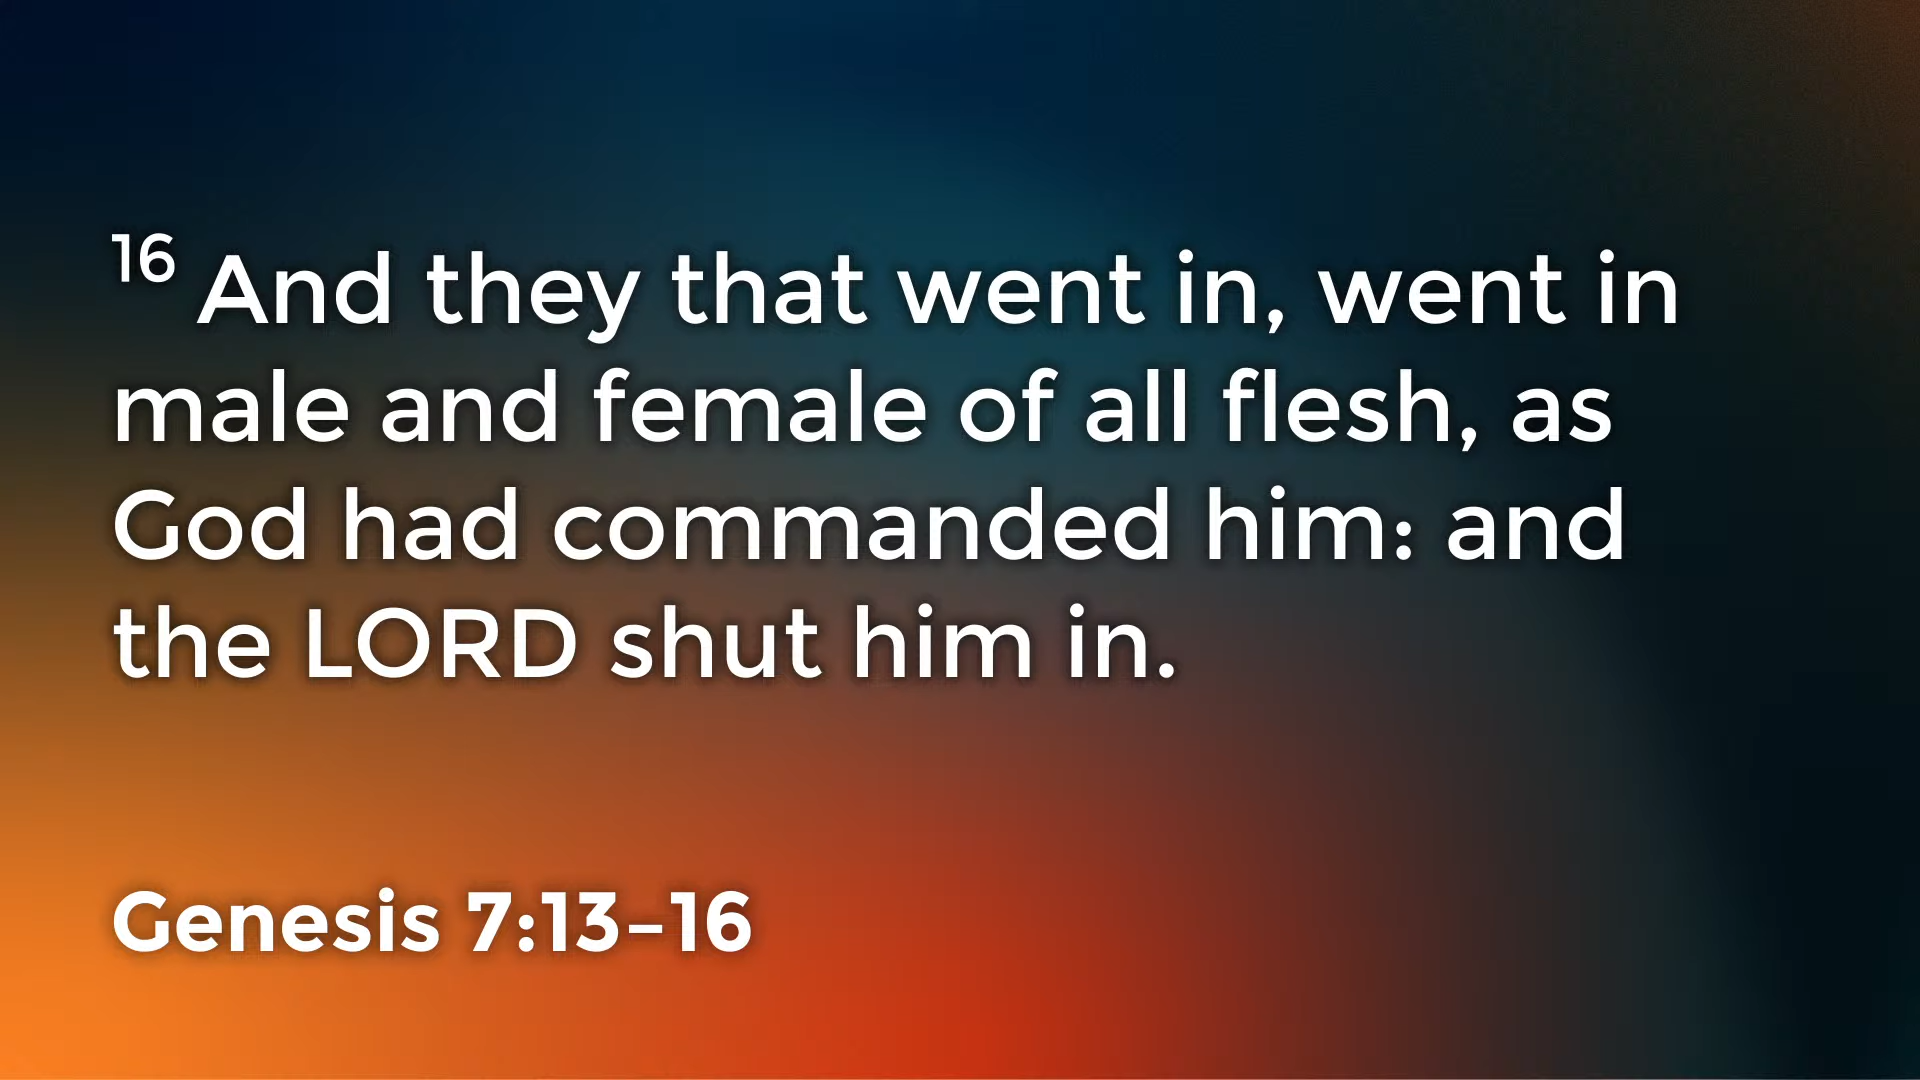 16 And they that went in, went in
male and female of all flesh, as
God had commanded him: and
the LORD shut him in.
Genesis 7:13–16